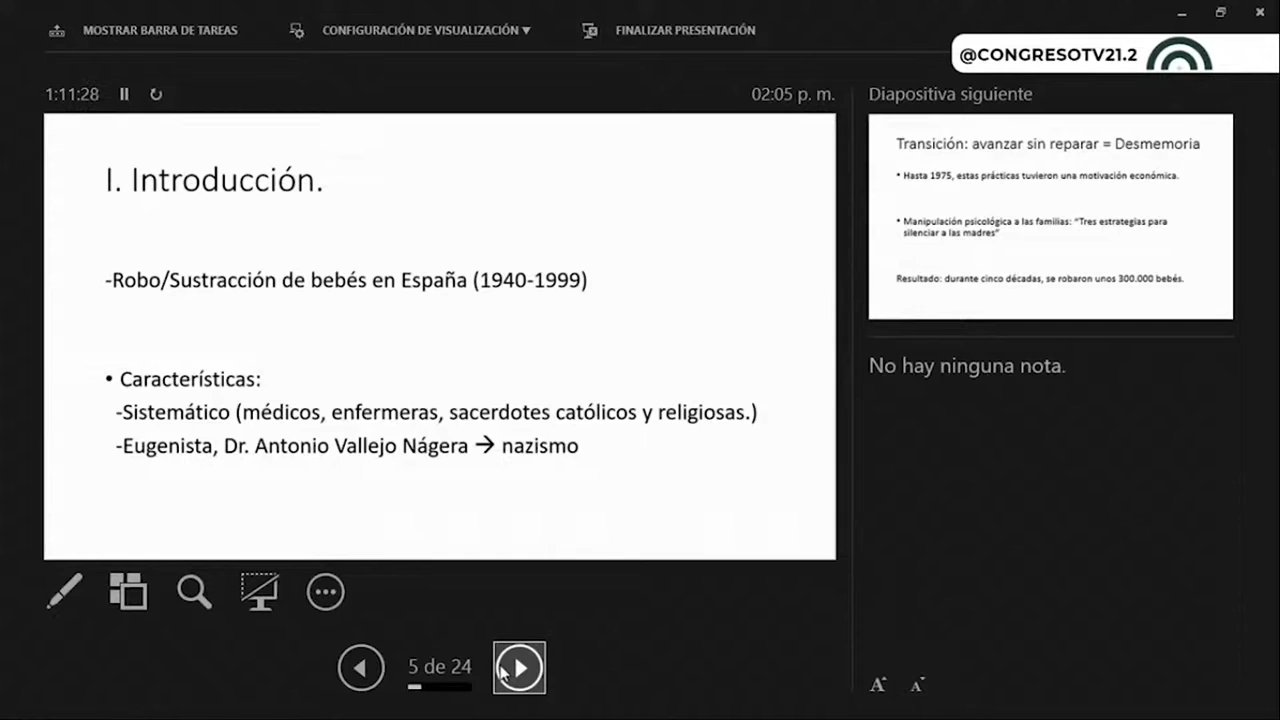 MOSTRAR BARRA DE TAREAS
CONFIGURACIÓN DE VISUALIZACIÓN ▼
FINALIZAR PRESENTACIÓN
@CONGRESOTV21.2
1:11:28
02:05 p. m.
I. Introducción.
-Robo/Sustracción de bebés en España (1940-1999)
• Características:
-Sistemático (médicos, enfermeras, sacerdotes católicos y religiosas.)
-Eugenista, Dr. Antonio Vallejo Nágera → nazismo
5 de 24
Diapositiva siguiente
Transición: avanzar sin reparar = Desmemoria
• Hasta 1975, estas prácticas tuvieron una motivación económica.
• Manipulación psicológica a las familias: “Tres estrategias para
silenciar a las madres”
Resultado: durante cinco décadas, se robaron unos 300.000 bebés.
No hay ninguna nota.
A A